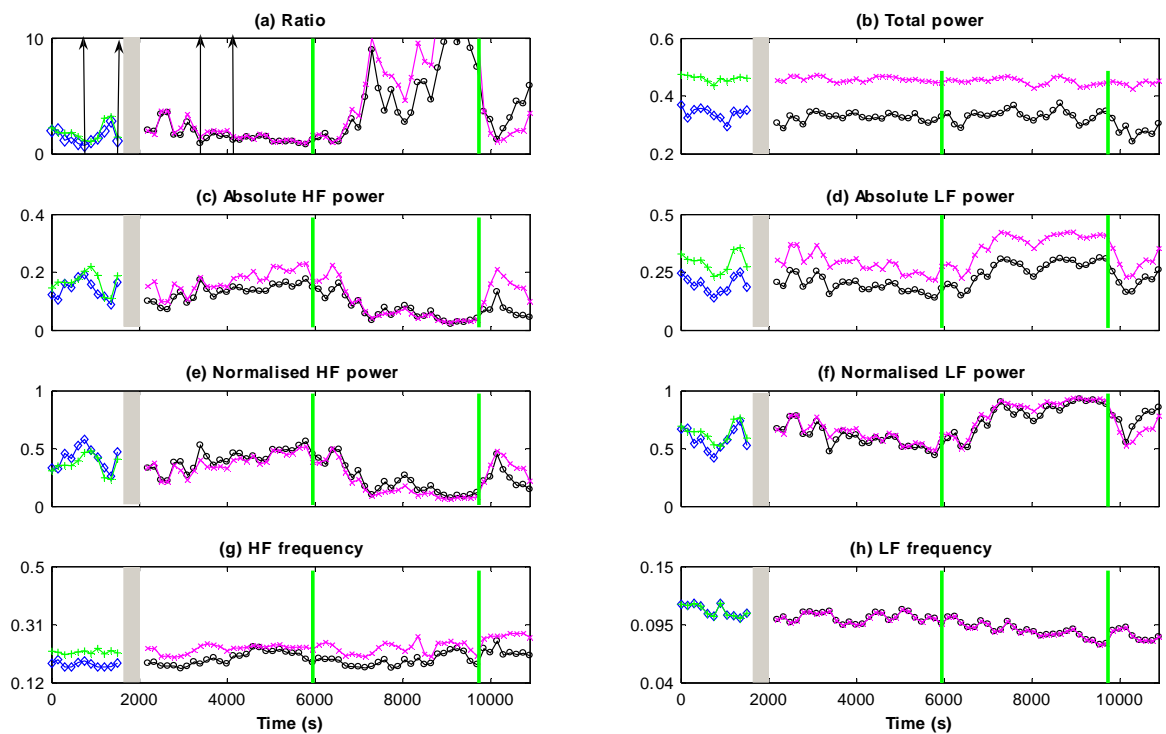 (a) Ratio
10
5
0
(b) Total power
0.6
0.4
0.2
(c) Absolute HF power
0.4
0.2
0
(d) Absolute LF power
0.5
0.25
0
(e) Normalised HF power
1
0.5
0
(f) Normalised LF power
1
0.5
0
(g) HF frequency
0.5
0.31
0.12
0 2000 4000 6000 8000 10000
Time (s)
(h) LF frequency
0.15
0.095
0.04
0 2000 4000 6000 8000 10000
Time (s)